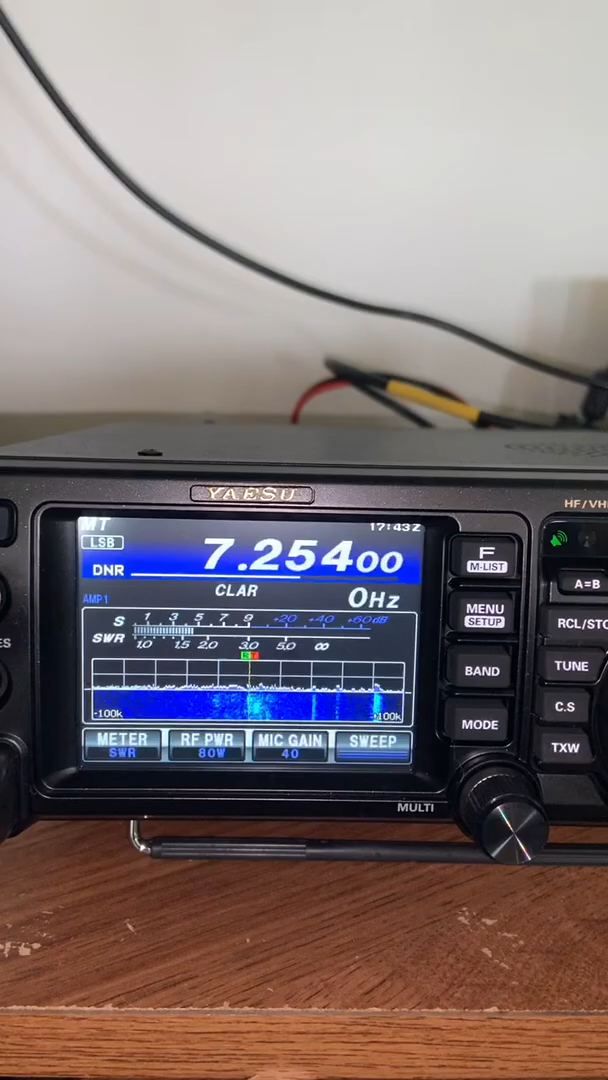 YAESU
HF/VH
MT 17:43Z
LSB
7.25400
DNR
CLAR 0Hz
AMP1
S 1 3 5 7 9 +20 +40 +60dB
SWR 1.0 1.5 2.0 3.0 5.0 ∞
-100k 100k
METER RF PWR MIC GAIN SWEEP
SWR 80W 40
F
M-LIST
MENU
SETUP
BAND
MODE
A=B
RCL/STO
TUNE
C.S
TXW
MULTI
ES